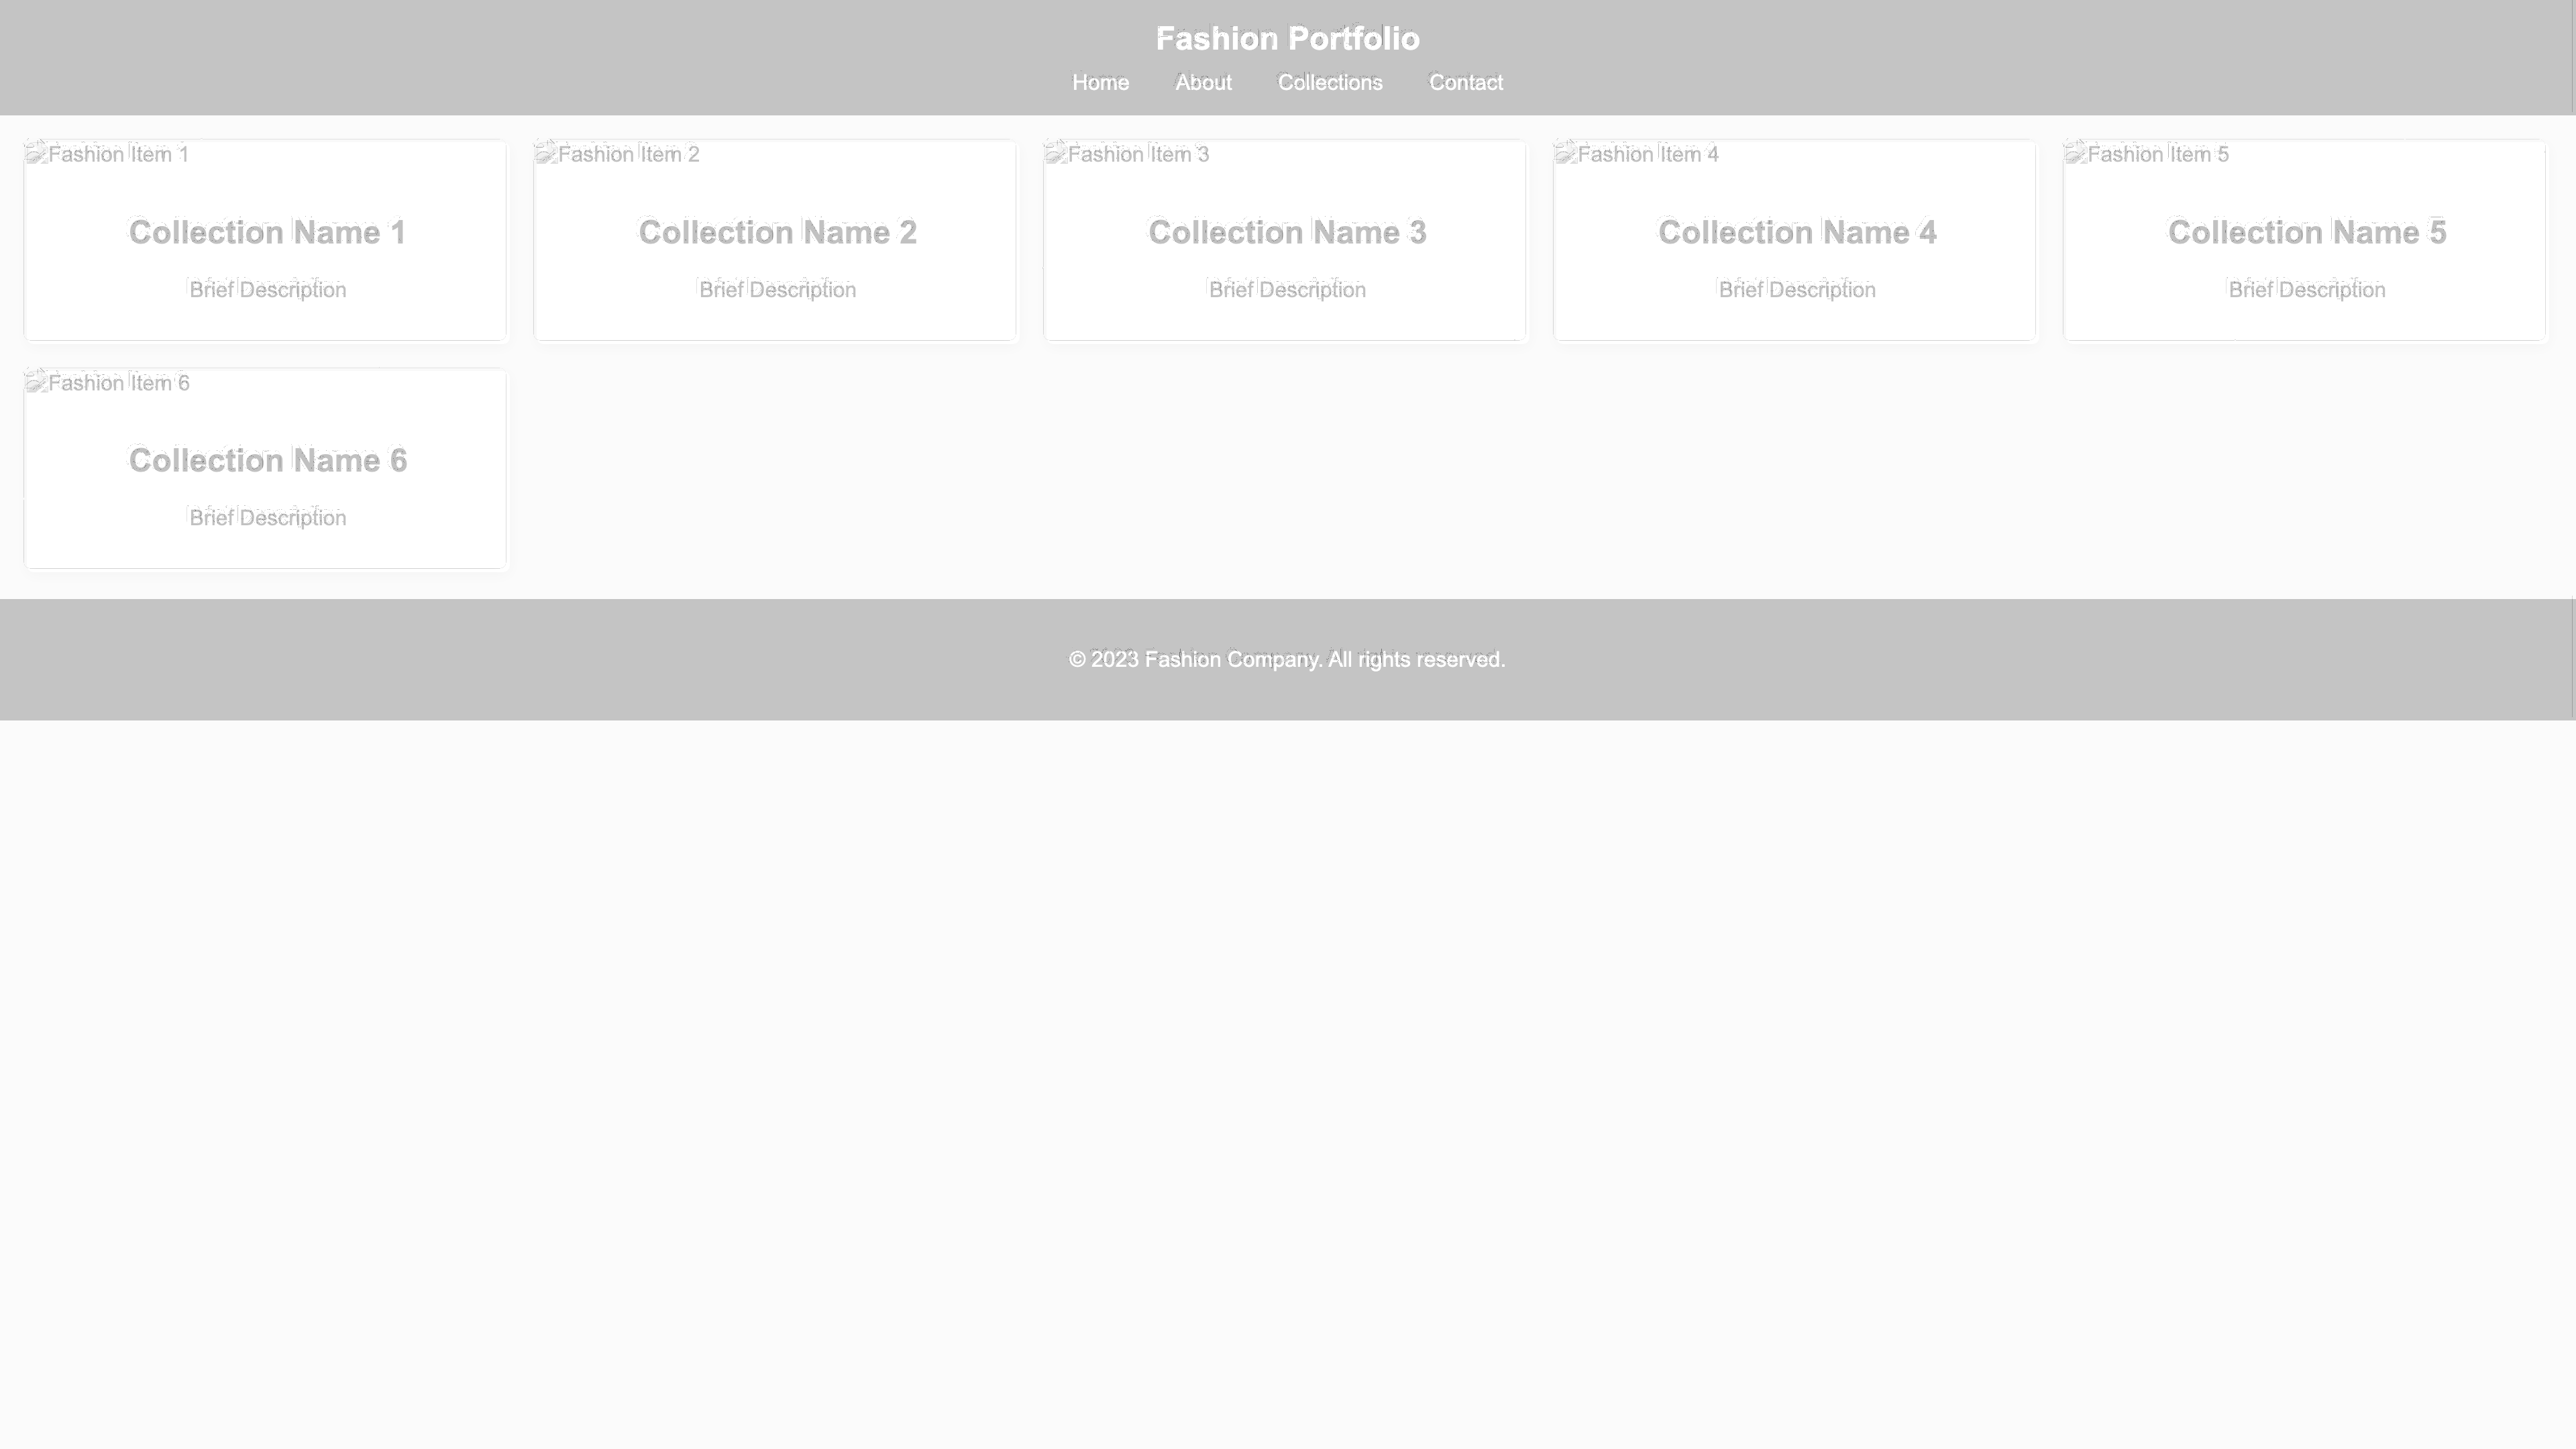 Fashion Portfolio
Home About Collections Contact
Fashion Item 1
Collection Name 1
Brief Description
Fashion Item 2
Collection Name 2
Brief Description
Fashion Item 3
Collection Name 3
Brief Description
Fashion Item 4
Collection Name 4
Brief Description
Fashion Item 5
Collection Name 5
Brief Description
Fashion Item 6
Collection Name 6
Brief Description
© 2023 Fashion Company. All rights reserved.